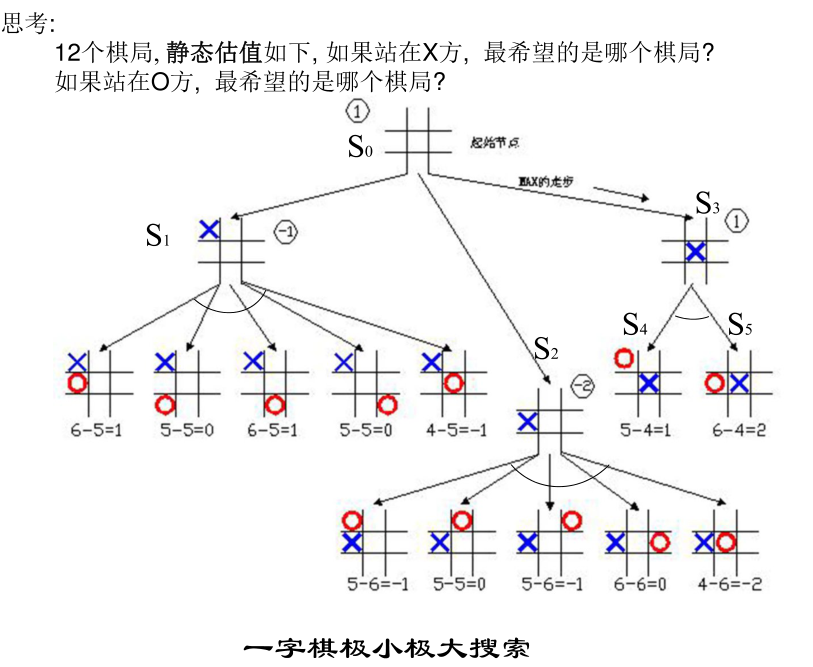 思考:
12个棋局, 静态估值如下, 如果站在X方, 最希望的是哪个棋局?
如果站在O方, 最希望的是哪个棋局?
1
S0
起始节点
MAX的走步
S3
1
S1
-1
S4
S5
S2
-2
6-5=1
5-5=0
6-5=1
5-5=0
4-5=-1
5-4=1
6-4=2
5-6=-1
5-5=0
5-6=-1
6-6=0
4-6=-2
一字棋极小极大搜索